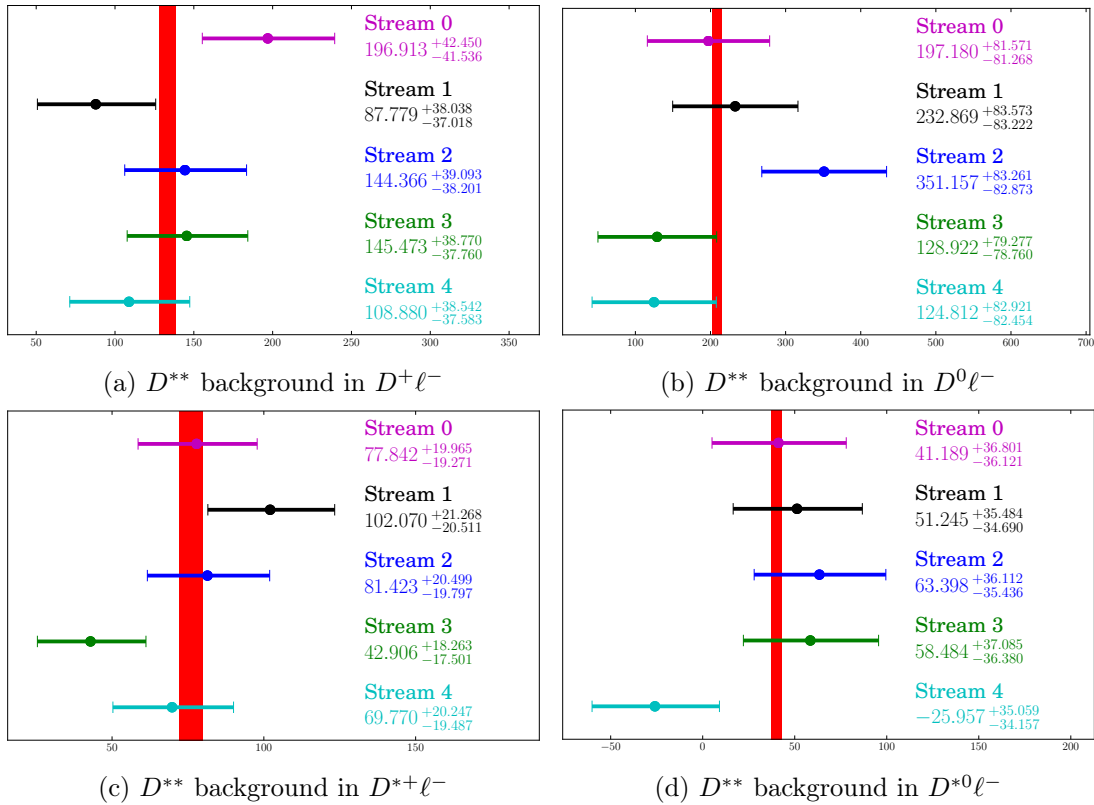 Stream 0
196.913 +42.450 −41.536
Stream 1
87.779 +38.038 −37.018
Stream 2
144.366 +39.093 −38.201
Stream 3
145.473 +38.770 −37.760
Stream 4
108.880 +38.542 −37.583
50 100 150 200 250 300 350
(a) D** background in D+ℓ−
Stream 0
197.180 +81.571 −81.268
Stream 1
232.869 +83.573 −83.222
Stream 2
351.157 +83.261 −82.873
Stream 3
128.922 +79.277 −78.760
Stream 4
124.812 +82.921 −82.454
100 200 300 400 500 600 700
(b) D** background in D0ℓ−
Stream 0
77.842 +19.965 −19.271
Stream 1
102.070 +21.268 −20.511
Stream 2
81.423 +20.499 −19.797
Stream 3
42.906 +18.263 −17.501
Stream 4
69.770 +20.247 −19.487
50 100 150
(c) D** background in D*+ℓ−
Stream 0
41.189 +36.801 −36.121
Stream 1
51.245 +35.484 −34.690
Stream 2
63.398 +36.112 −35.436
Stream 3
58.484 +37.085 −36.380
Stream 4
−25.957 +35.059 −34.157
−50 0 50 100 150 200
(d) D** background in D*0ℓ−